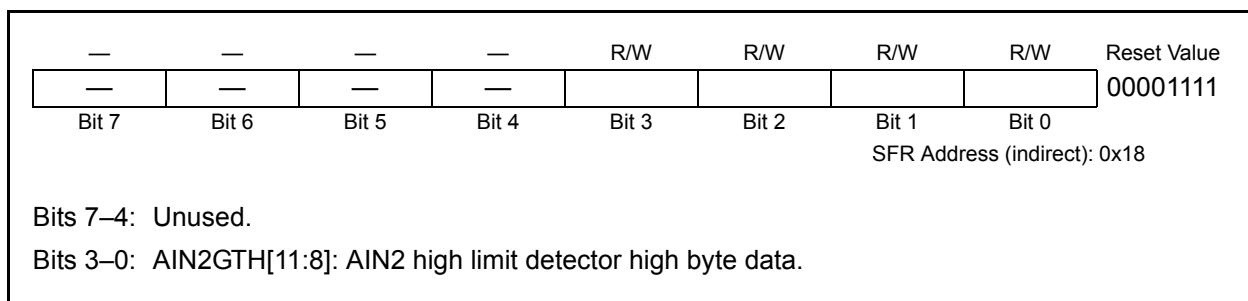 — — — — R/W R/W R/W R/W Reset Value
— — — — 00001111
Bit 7 Bit 6 Bit 5 Bit 4 Bit 3 Bit 2 Bit 1 Bit 0
SFR Address (indirect): 0x18
Bits 7–4: Unused.
Bits 3–0: AIN2GTH[11:8]: AIN2 high limit detector high byte data.